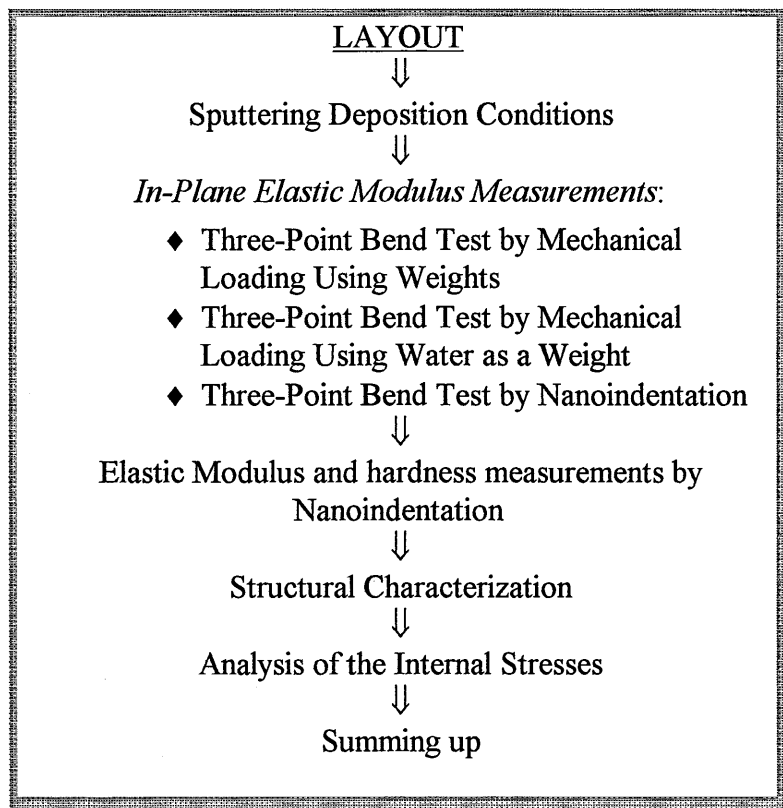 LAYOUT
⇓
Sputtering Deposition Conditions
⇓
In-Plane Elastic Modulus Measurements:
♦ Three-Point Bend Test by Mechanical
Loading Using Weights
♦ Three-Point Bend Test by Mechanical
Loading Using Water as a Weight
♦ Three-Point Bend Test by Nanoindentation
⇓
Elastic Modulus and hardness measurements by
Nanoindentation
⇓
Structural Characterization
⇓
Analysis of the Internal Stresses
⇓
Summing up